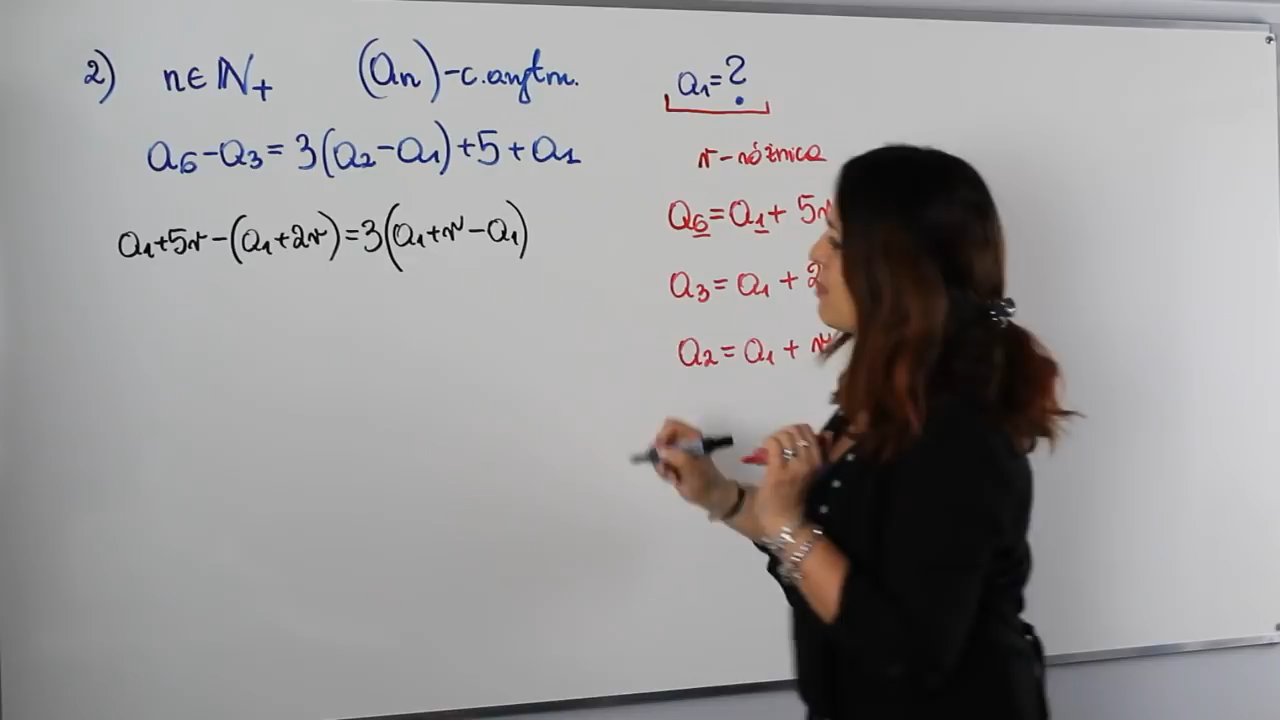 2) n∈ℕ₊ (aₙ)-c.arytm.
a₆-a₃=3(a₂-a₁)+5+a₁
a₁+5r-(a₁+2r)=3(a₁+r-a₁)
a₁=?
r-różnica
a₆=a₁+5r
a₃=a₁+2
a₂=a₁+r